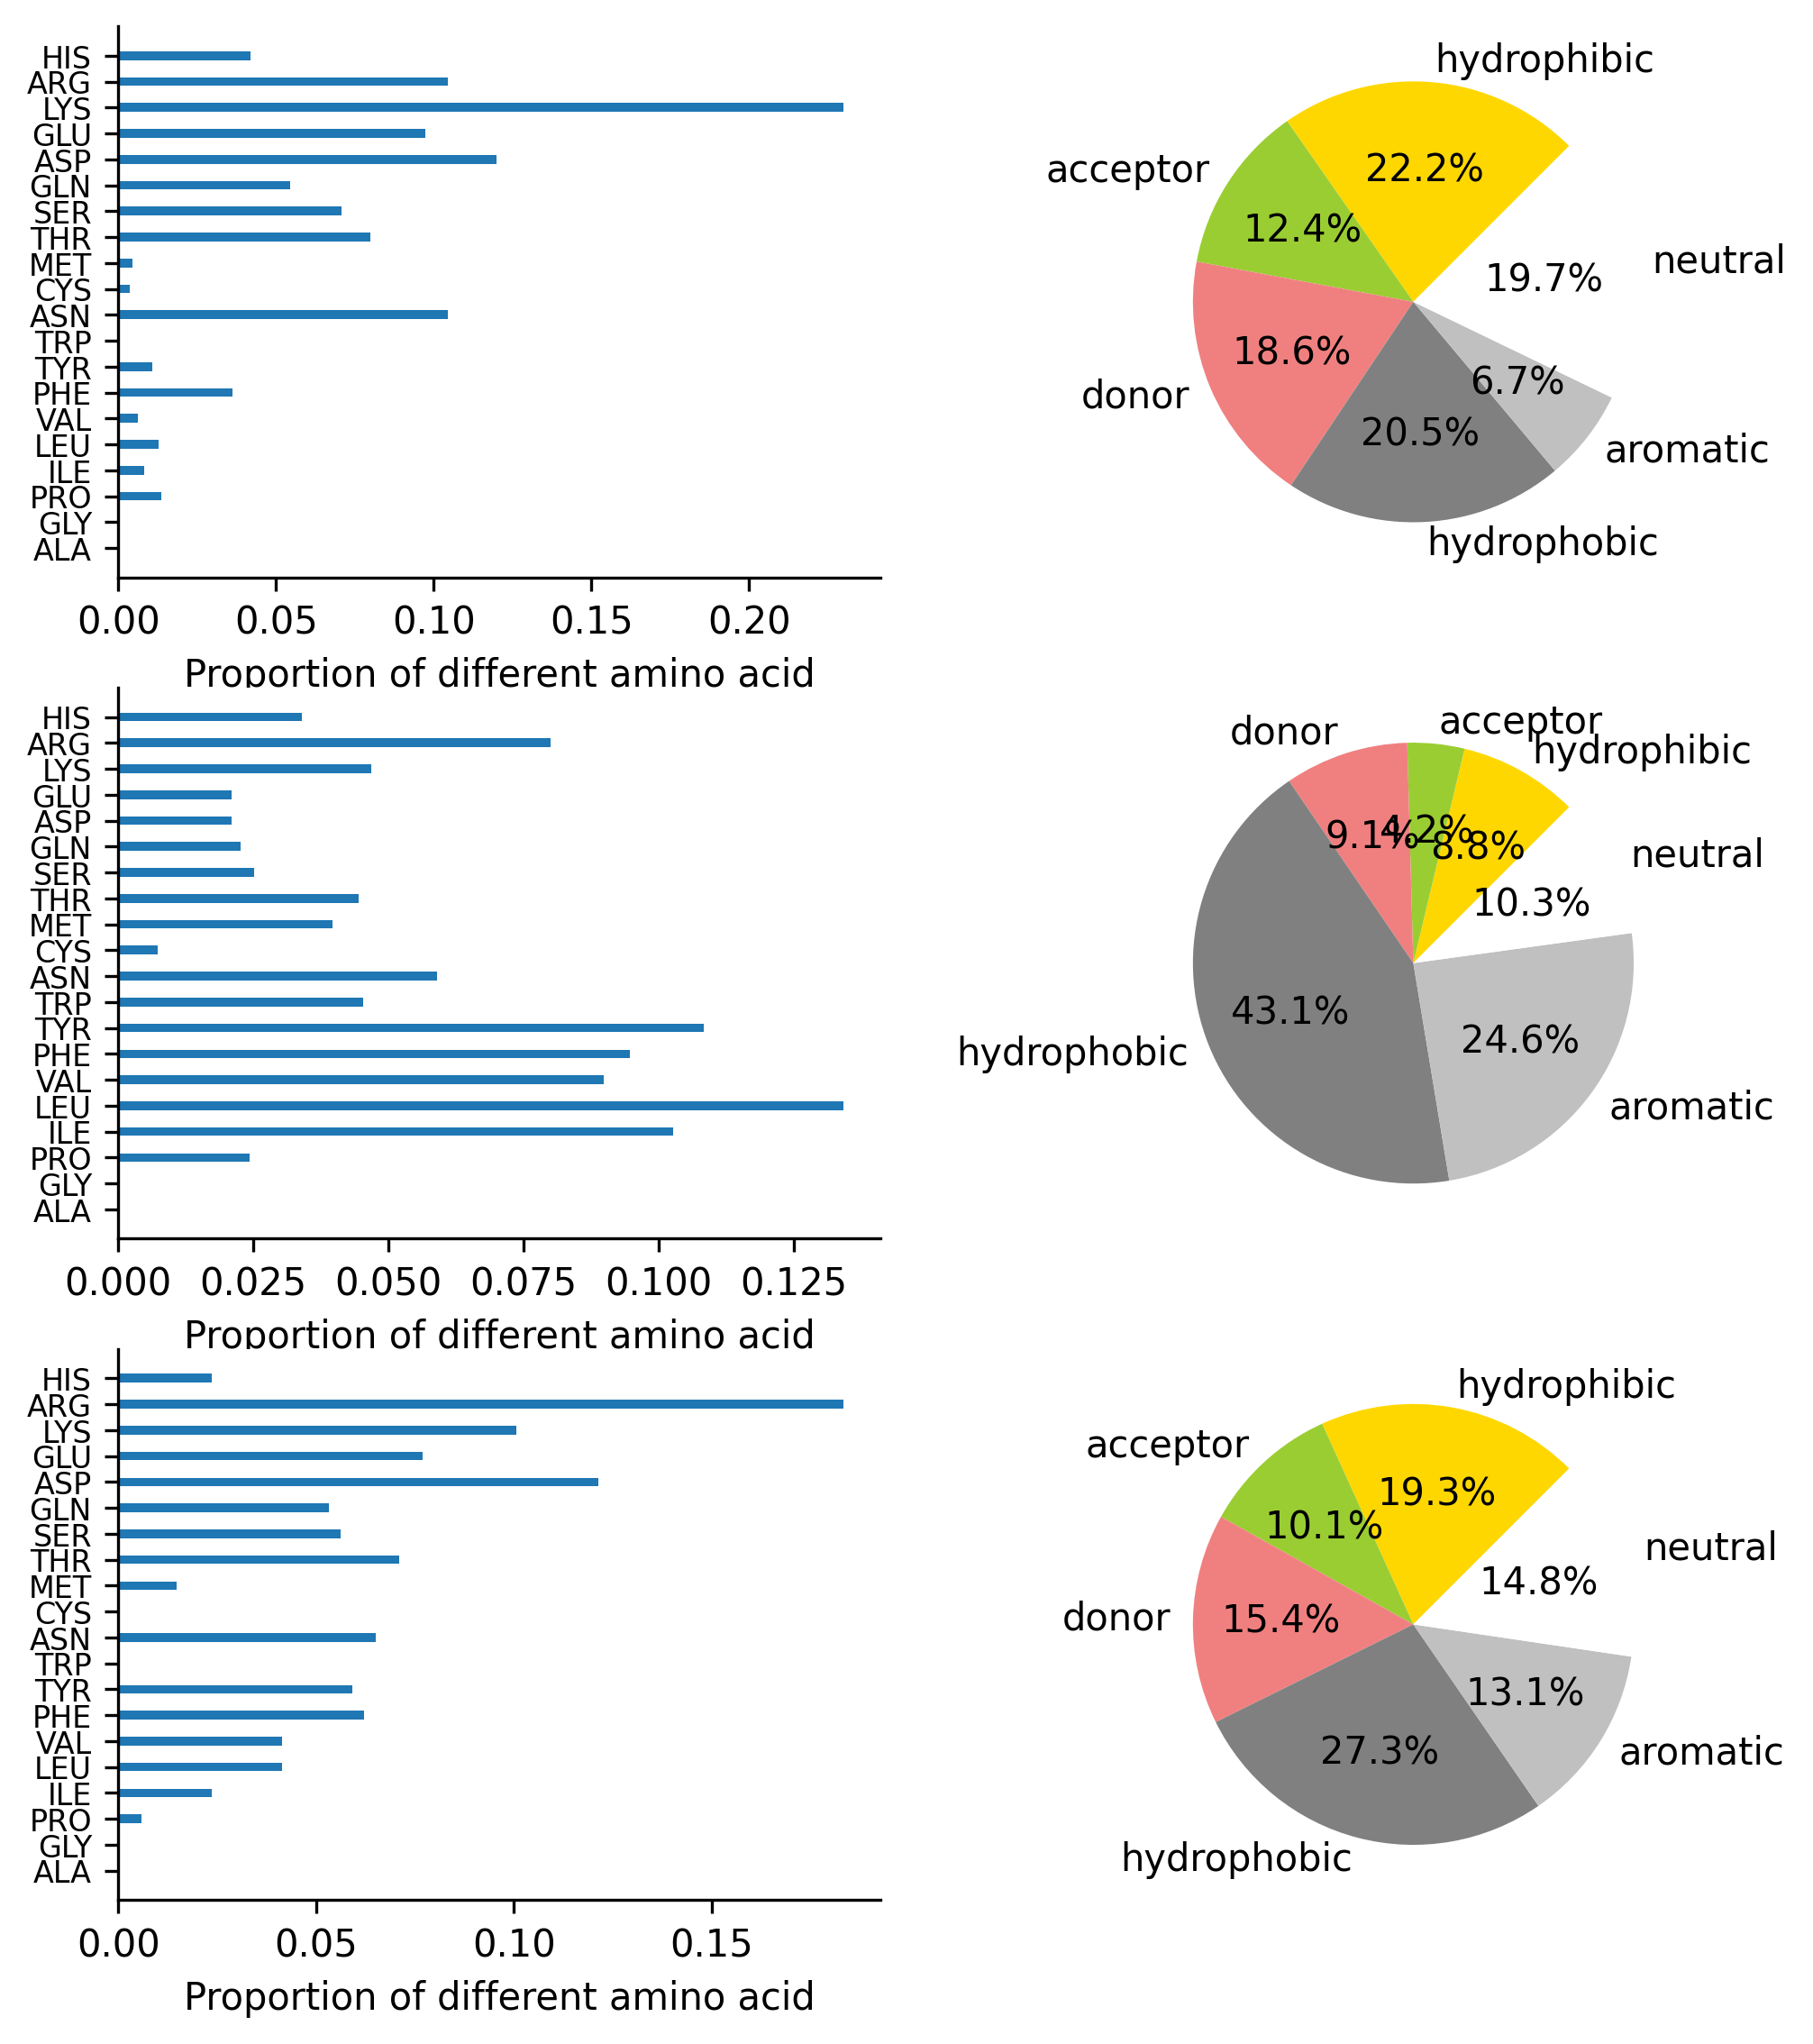 HIS
ARG
LYS
GLU
ASP
GLN
SER
THR
MET
CYS
ASN
TRP
TYR
PHE
VAL
LEU
ILE
PRO
GLY
ALA
0.00 0.05 0.10 0.15 0.20
Proportion of different amino acid
hydrophibic
22.2%
acceptor
12.4%
neutral
19.7%
18.6%
donor
6.7%
20.5%
aromatic
hydrophobic
HIS
ARG
LYS
GLU
ASP
GLN
SER
THR
MET
CYS
ASN
TRP
TYR
PHE
VAL
LEU
ILE
PRO
GLY
ALA
0.000 0.025 0.050 0.075 0.100 0.125
Proportion of different amino acid
donor
acceptor
hydrophibic
9.1%
4.2%
8.8%
neutral
10.3%
43.1%
hydrophobic
24.6%
aromatic
HIS
ARG
LYS
GLU
ASP
GLN
SER
THR
MET
CYS
ASN
TRP
TYR
PHE
VAL
LEU
ILE
PRO
GLY
ALA
0.00 0.05 0.10 0.15
Proportion of different amino acid
hydrophibic
acceptor
19.3%
10.1%
neutral
14.8%
donor
15.4%
13.1%
27.3%
aromatic
hydrophobic